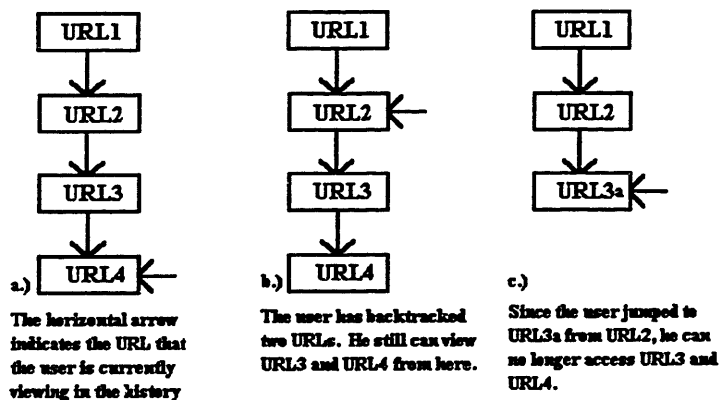 URL1
URL2
URL3
URL4
a.)
The horizontal arrow
indicates the URL that
the user is currently
viewing in the history
URL1
URL2
URL3
URL4
b.)
The user has backtracked
two URLs. He still can view
URL3 and URL4 from here.
URL1
URL2
URL3a
c.)
Since the user jumped to
URL3a from URL2, he can
no longer access URL3 and
URL4.